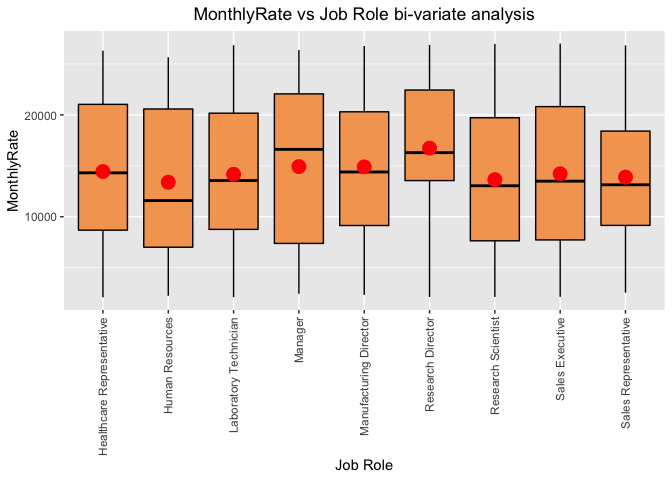 MonthlyRate vs Job Role bi-variate analysis
MonthlyRate
20000
10000
Healthcare Representative
Human Resources
Laboratory Technician
Manager
Manufacturing Director
Research Director
Research Scientist
Sales Executive
Sales Representative
Job Role